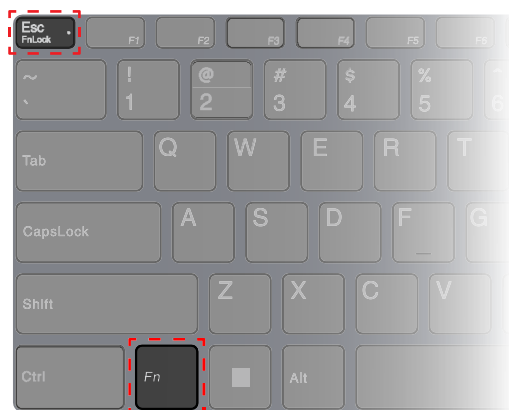 Esc
FnLock
F1
F2
F3
F4
F5
F6
~
`
!
1
@
2
#
3
$
4
%
5
^
6
Tab
Q
W
E
R
T
CapsLock
A
S
D
F
G
Shift
Z
X
C
V
Ctrl
Fn
Alt